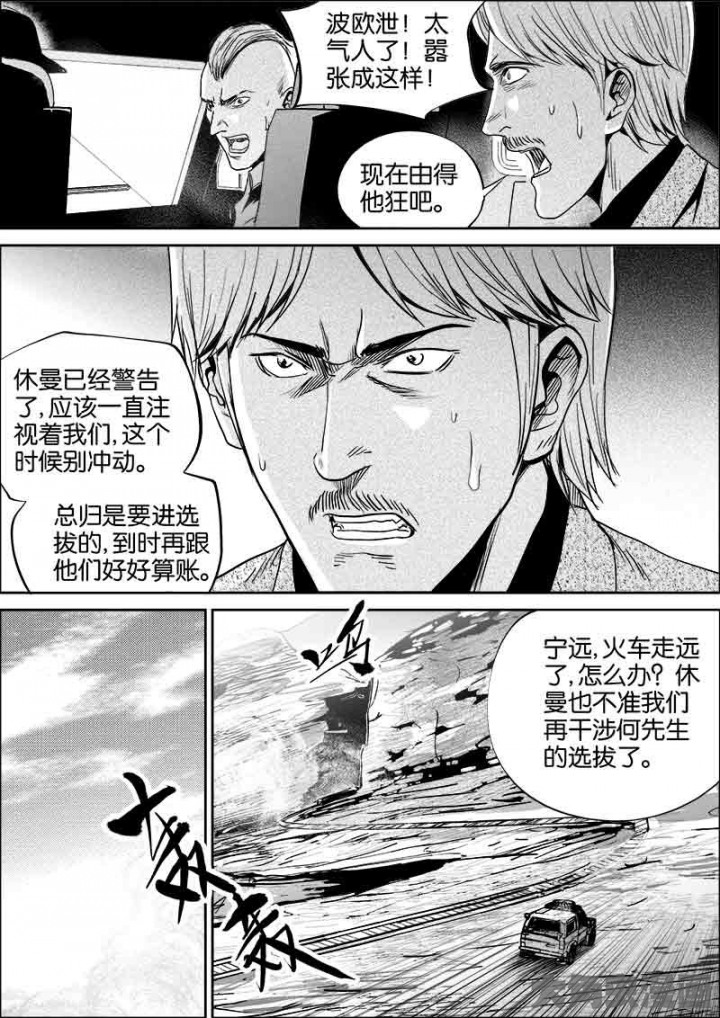 波欧泄！太
气人了！嚣
张成这样！
现在由得
他狂吧。
休曼已经警告
了,应该一直注
视着我们,这个
时候别冲动。
总归是要进选
拔的,到时再跟
他们好好算账。
宁远,火车走远
了,怎么办？休
曼也不准我们
再干涉何先生
的选拔了。
呜